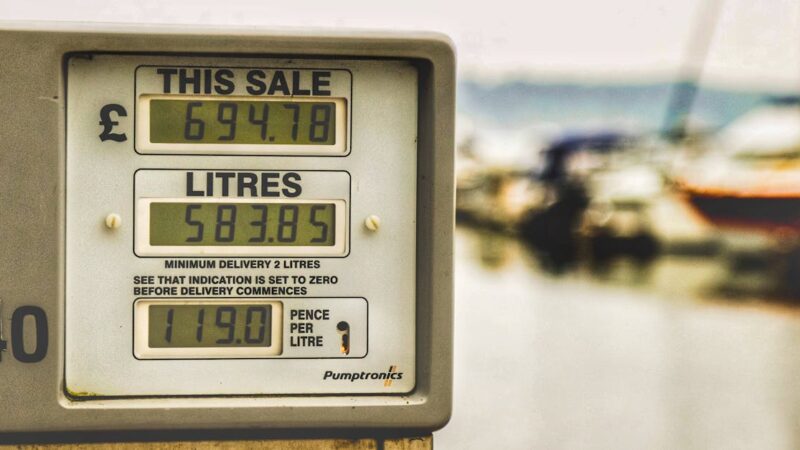 THIS SALE
£ 694.78
LITRES
583.85
MINIMUM DELIVERY 2 LITRES
SEE THAT INDICATION IS SET TO ZERO
BEFORE DELIVERY COMMENCES
119.0
PENCE
PER
LITRE
40
Pumptronics